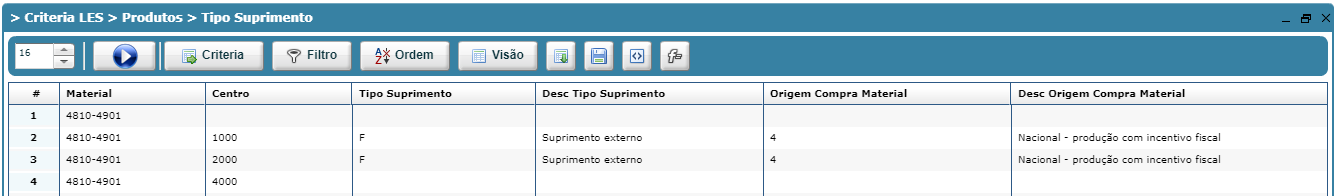 > Criteria LES > Produtos > Tipo Suprimento
16 Criteria Filtro Ordem Visão
# Material Centro Tipo Suprimento Desc Tipo Suprimento Origem Compra Material Desc Origem Compra Material
1 4810-4901
2 4810-4901 1000 F Suprimento externo 4 Nacional - produção com incentivo fiscal
3 4810-4901 2000 F Suprimento externo 4 Nacional - produção com incentivo fiscal
4 4810-4901 4000